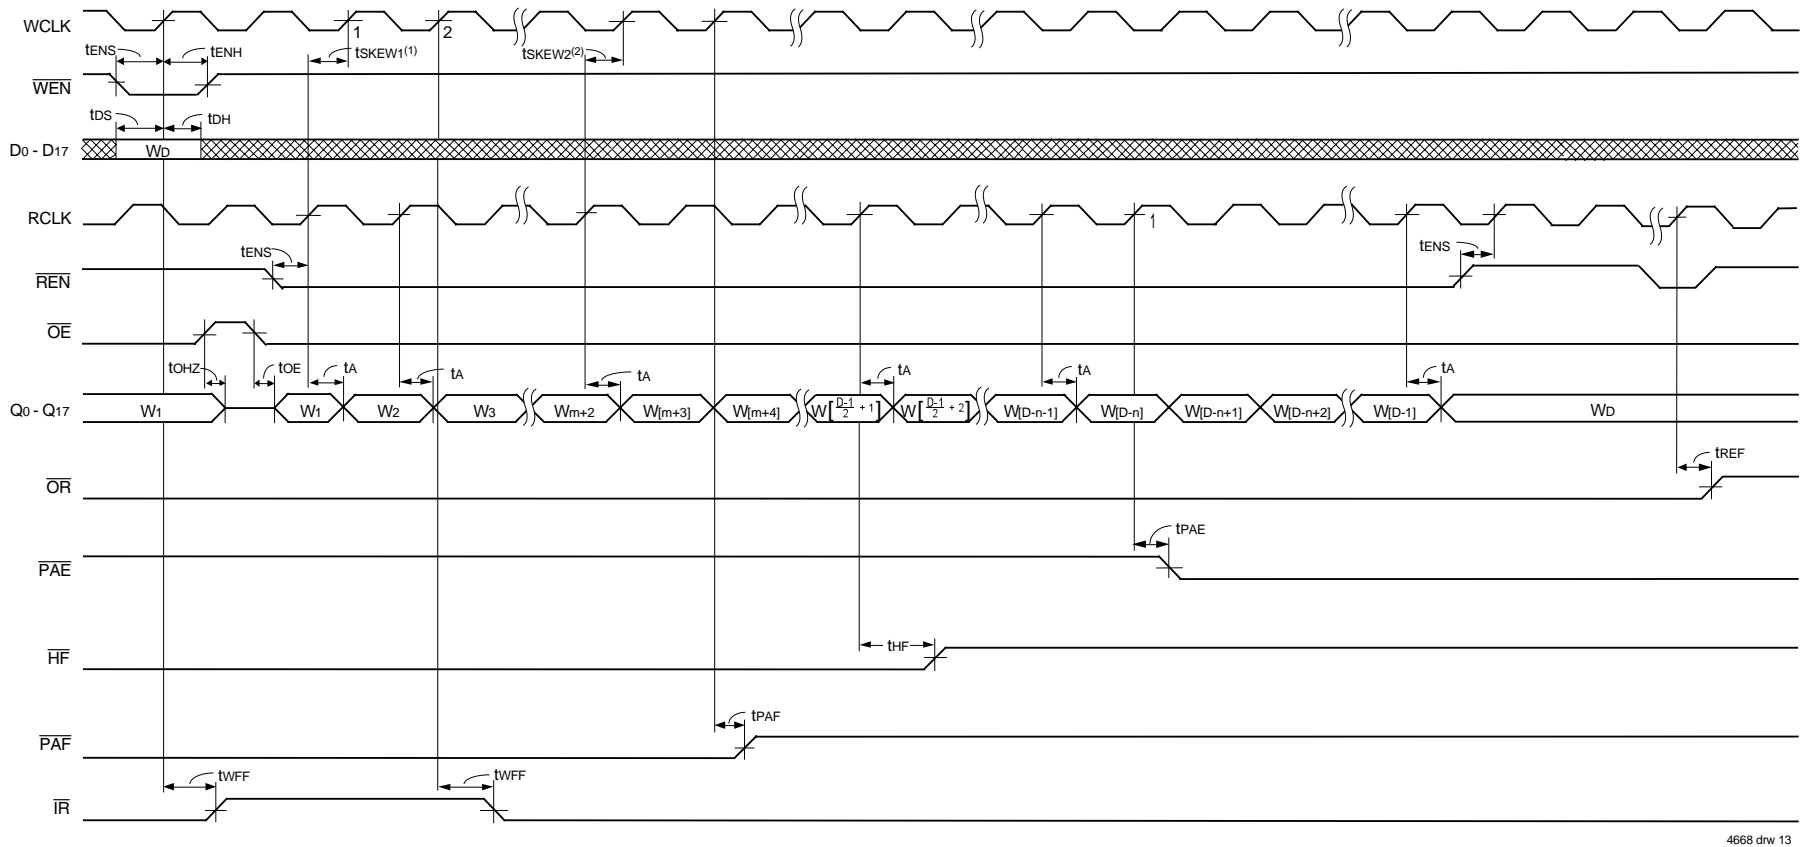 WCLK
1
2
tENS
tENH
tSKEW1(1)
tSKEW2(2)
WEN
tDS
tDH
D0 - D17
WD
RCLK
1
tENS
tENS
REN
OE
tOHZ
tOE
tA
tA
tA
tA
tA
tA
Q0 - Q17
W1
W1
W2
W3
Wm+2
W[m+3]
W[m+4]
W[D-1/2 + 1]
W[D-1/2 + 2]
W[D-n-1]
W[D-n]
W[D-n+1]
W[D-n+2]
W[D-1]
WD
tREF
OR
tPAE
PAE
tHF
HF
tPAF
PAF
tWFF
tWFF
IR
4668 drw 13